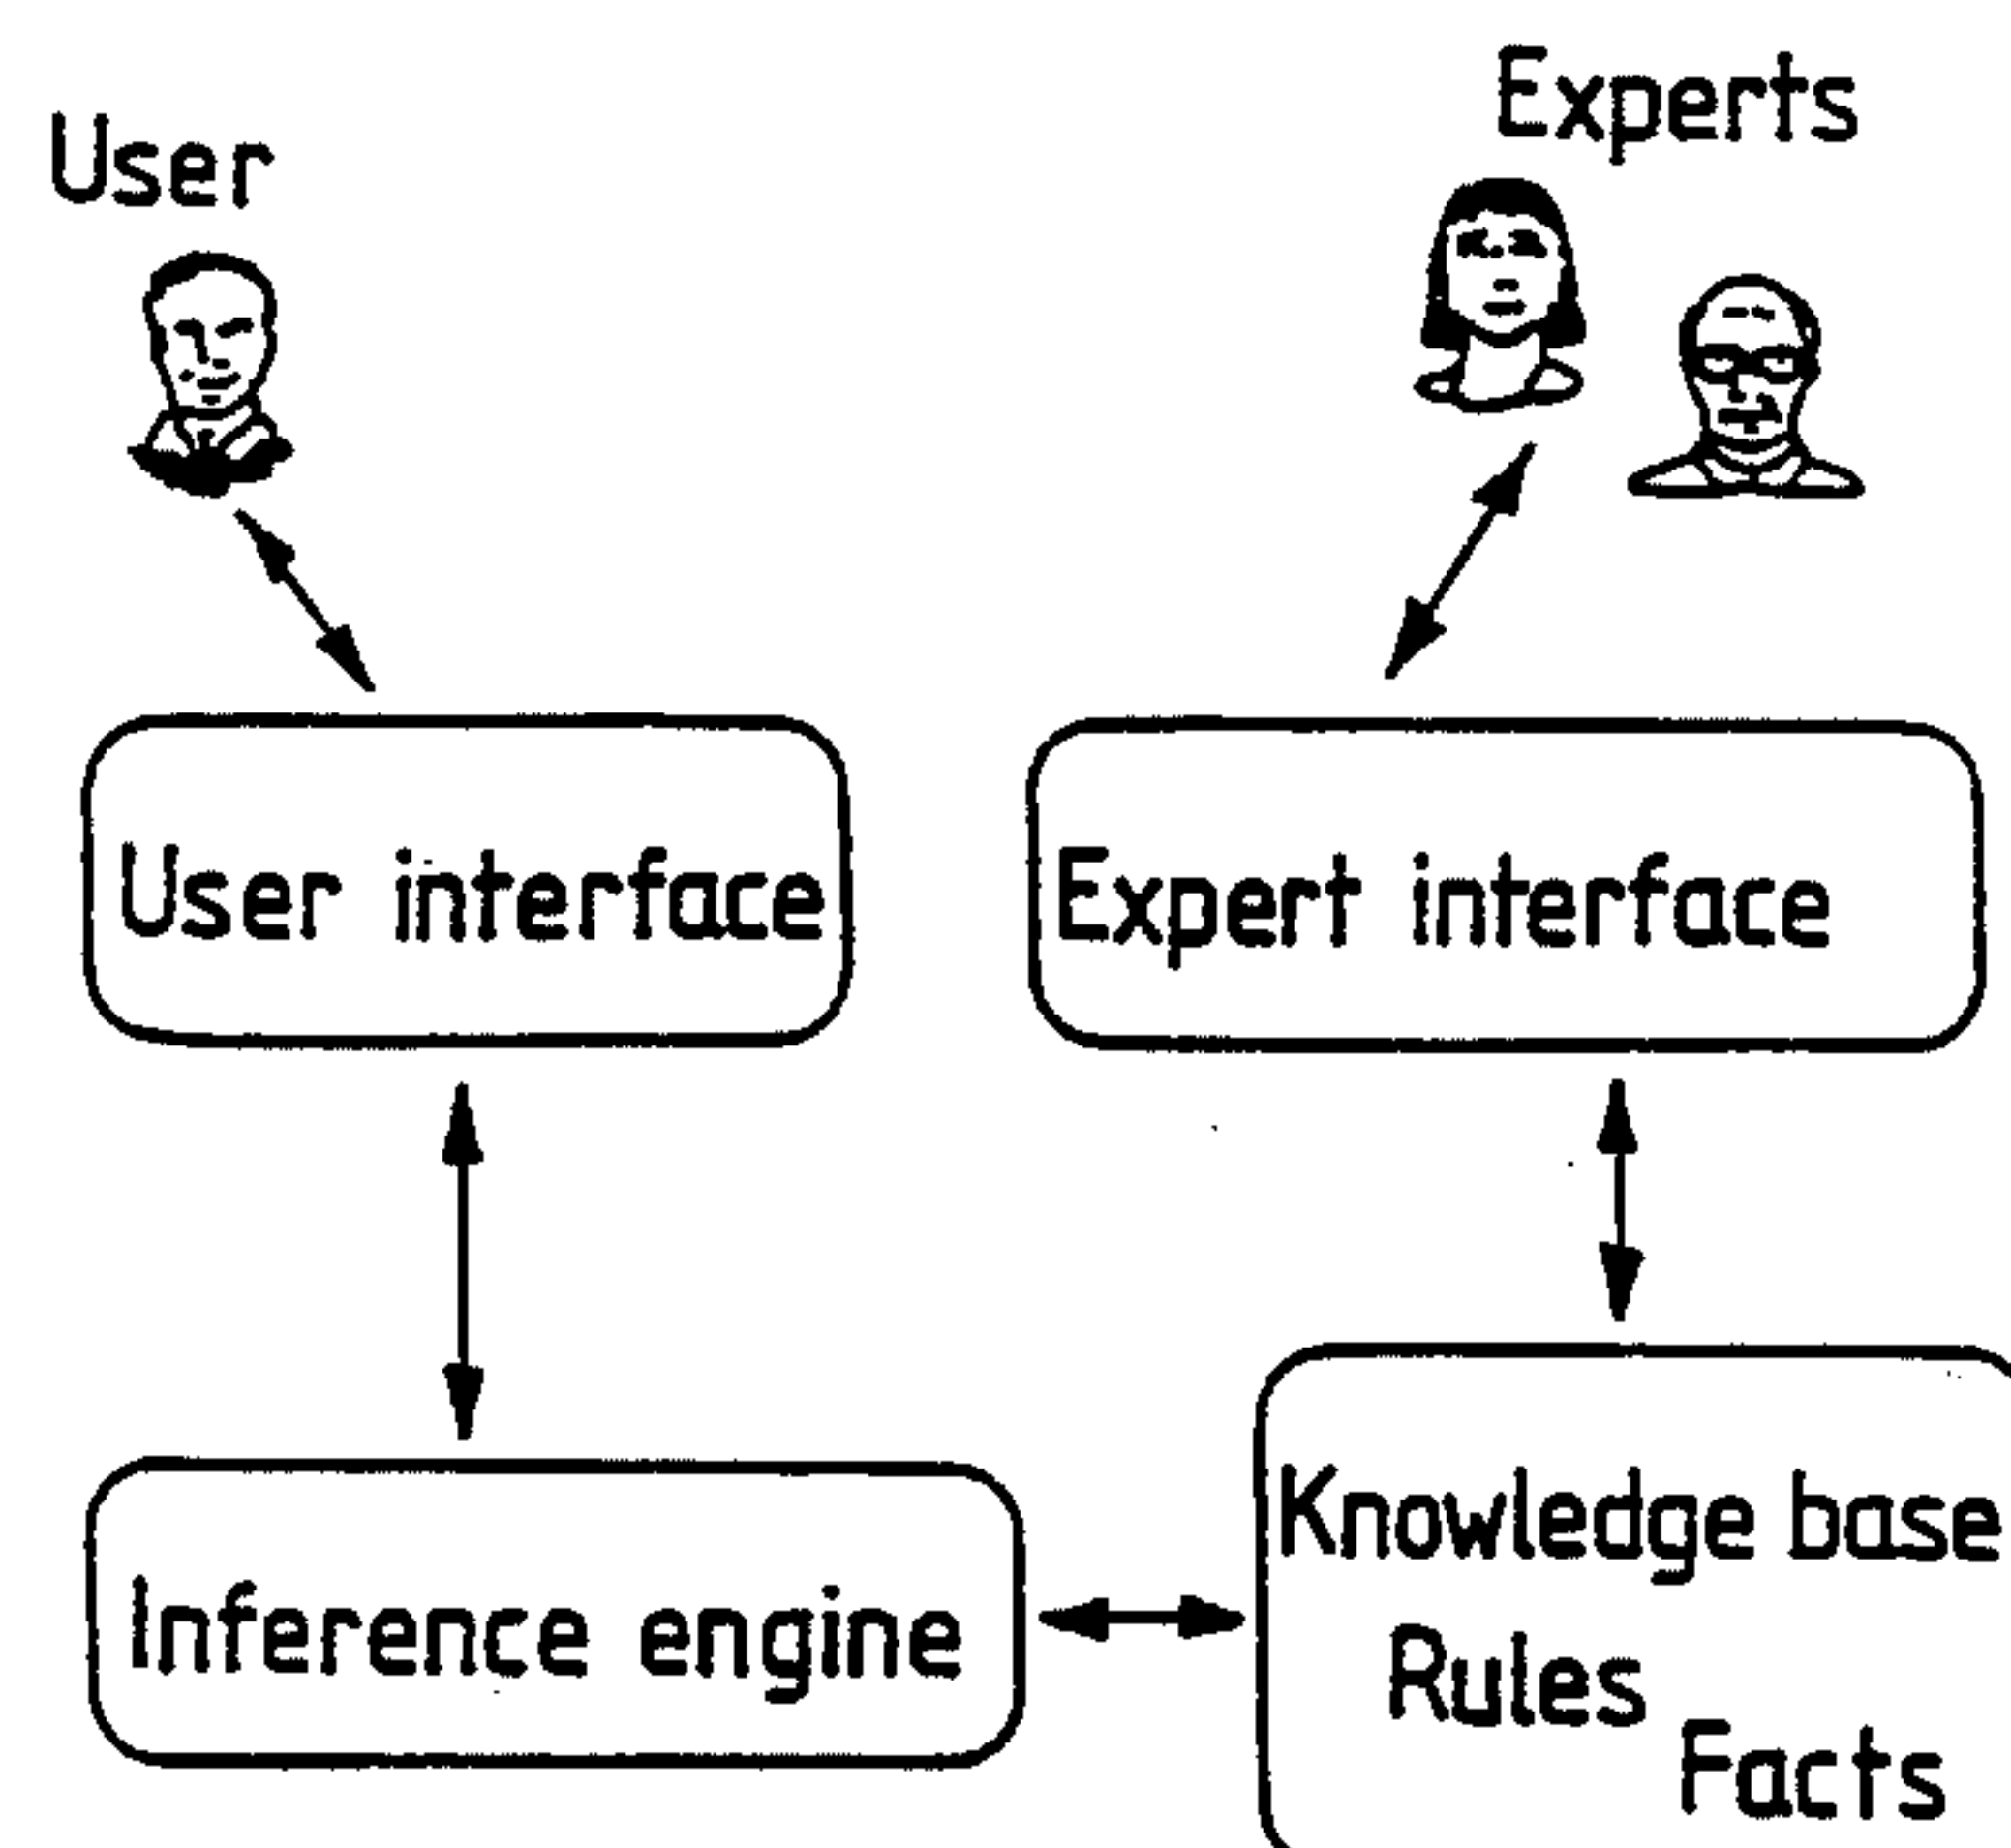 User
Experts
User interface
Expert interface
Inference engine
Knowledge base
Rules
Facts